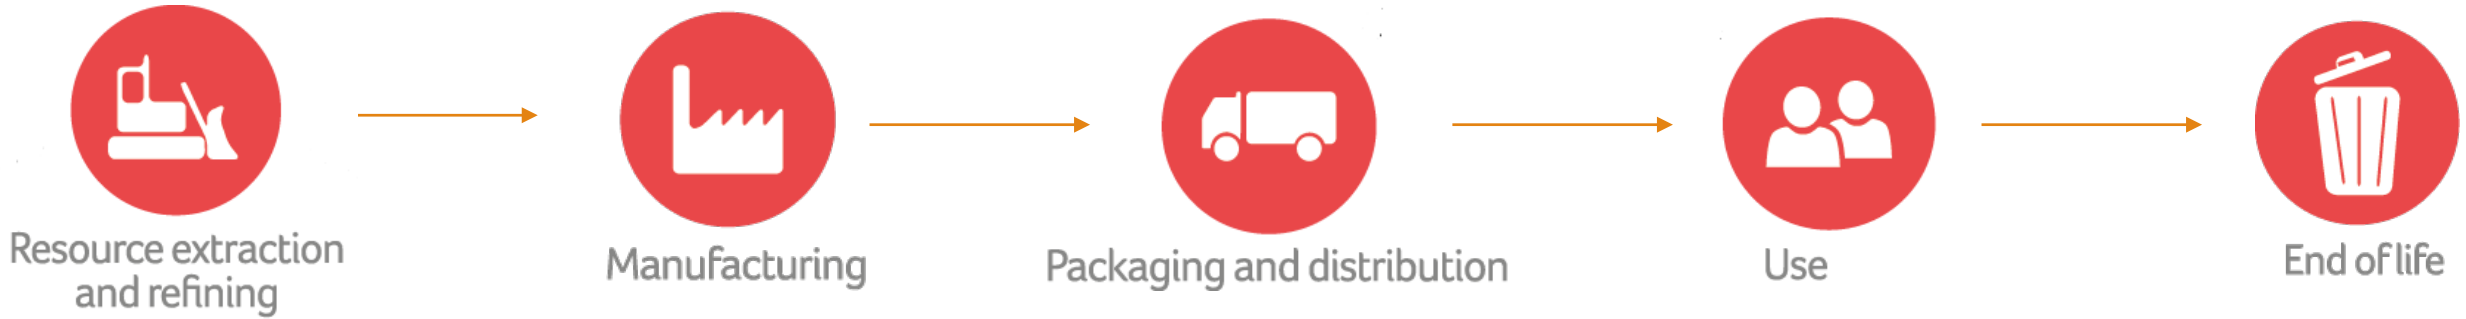 Resource extraction
and refining
Manufacturing
Packaging and distribution
Use
End of life